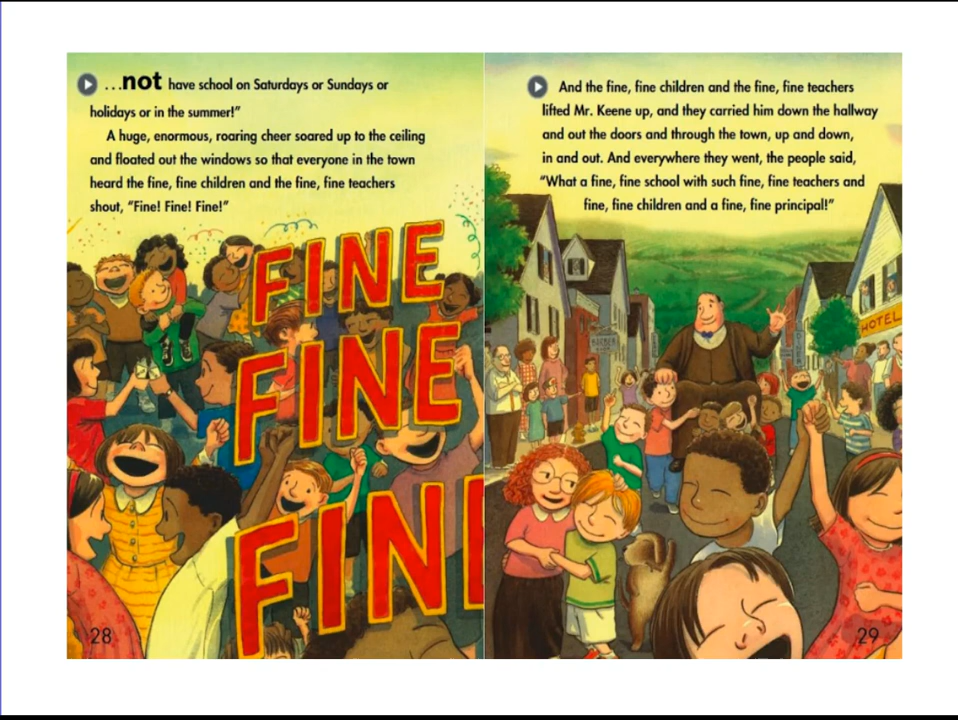 ...not have school on Saturdays or Sundays or
holidays or in the summer!"
A huge, enormous, roaring cheer soared up to the ceiling
and floated out the windows so that everyone in the town
heard the fine, fine children and the fine, fine teachers
shout, "Fine! Fine! Fine!"
FINE
FINE
FINE
28
And the fine, fine children and the fine, fine teachers
lifted Mr. Keene up, and they carried him down the hallway
and out the doors and through the town, up and down,
in and out. And everywhere they went, the people said,
"What a fine, fine school with such fine, fine teachers and
fine, fine children and a fine, fine principal!"
HOTEL
29